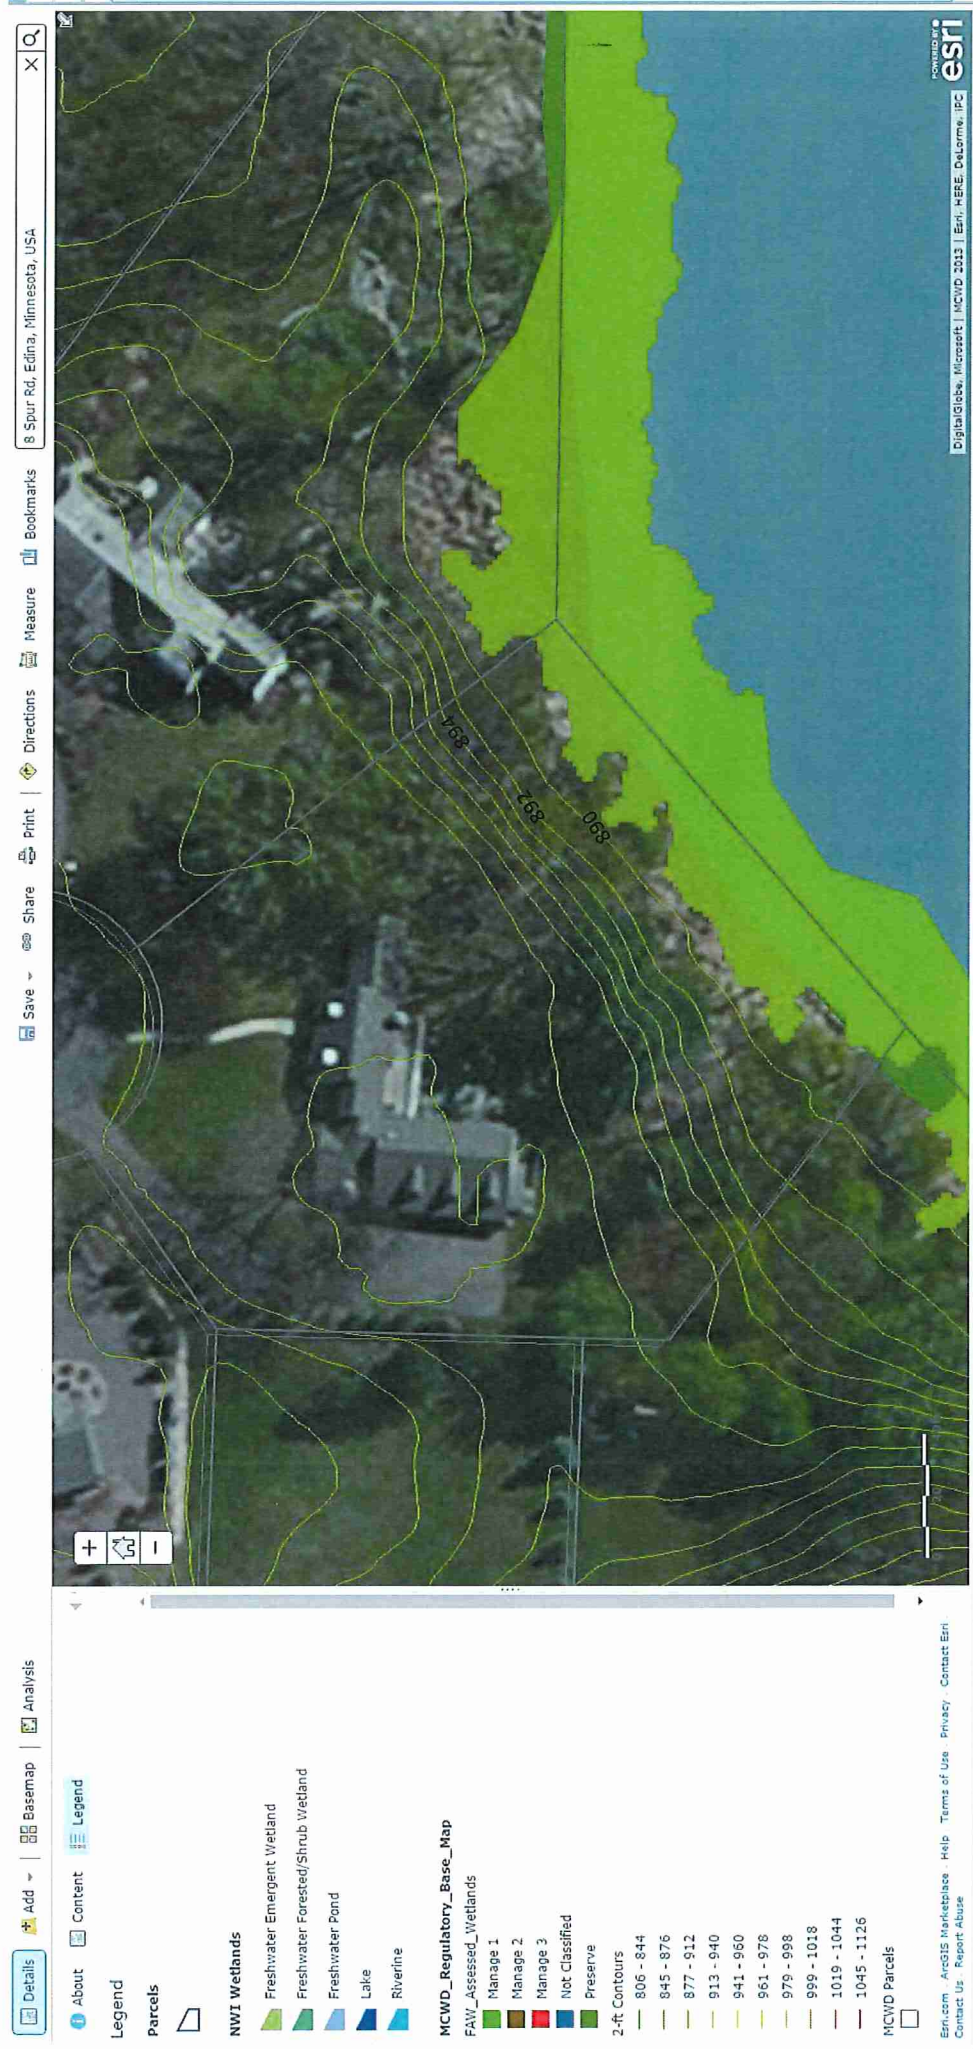 Details
Add
Basemap
Analysis
Save
Share
Print
Directions
Measure
Bookmarks
8 Spur Rd, Edina, Minnesota, USA
X
About
Content
Legend
Legend
Parcels
NWI Wetlands
Freshwater Emergent Wetland
Freshwater Forested/Shrub Wetland
Freshwater Pond
Lake
Riverine
MCWD_Regulatory_Base_Map
FAW_Assessed_Wetlands
Manage 1
Manage 2
Manage 3
Not Classified
Preserve
2-ft Contours
806 - 844
845 - 876
877 - 912
913 - 940
941 - 960
961 - 978
979 - 998
999 - 1018
1019 - 1044
1045 - 1126
MCWD Parcels
Esri.com . ArcGIS Marketplace . Help . Terms of Use . Privacy . Contact Esri .
Contact Us . Report Abuse
+
-
894
892
890
POWERED BY
esri
DigitalGlobe, Microsoft | MCWD 2013 | Esri, HERE, DeLorme, iPC